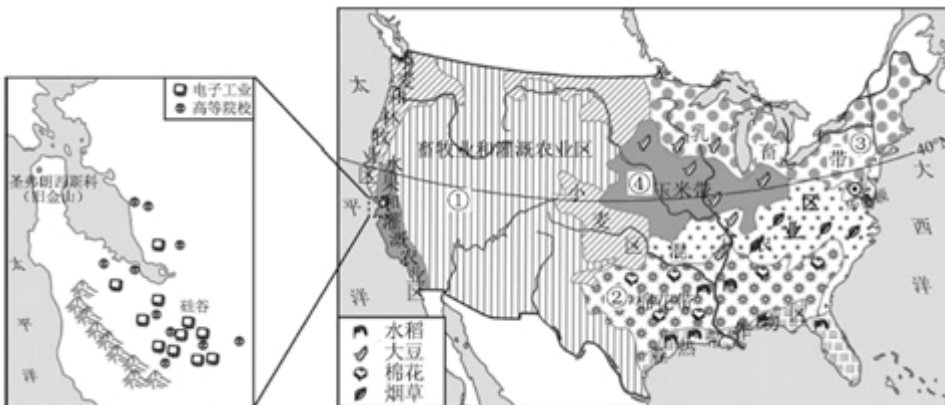 电子工业
高等院校
圣弗朗西斯科
（旧金山）
硅谷
太
平
洋
太
平
洋
畜牧业和灌溉农业区
①
小
麦
区
④
玉米带
乳
畜
带
③
40°
大
西
洋
混
业
区
②
热
区
水稻
大豆
棉花
烟草